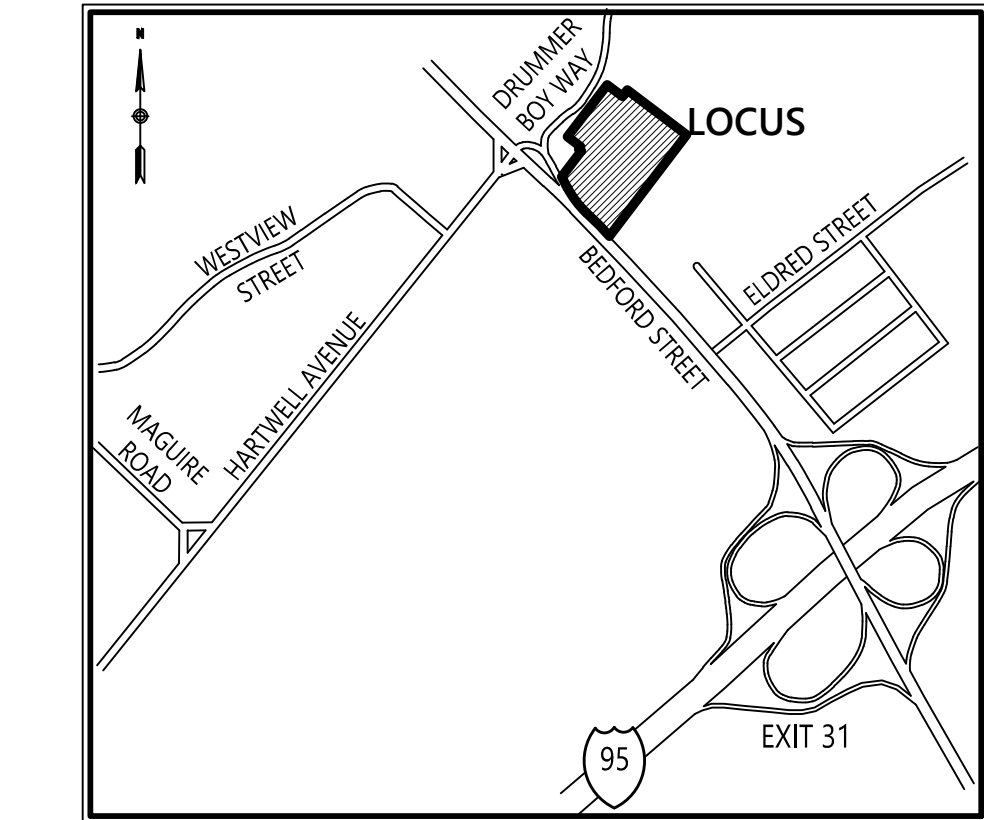 N
DRUMMER
BOY WAY
LOCUS
WESTVIEW
STREET
ELDRED STREET
BEDFORD STREET
HARTWELL AVENUE
MAGUIRE
ROAD
EXIT 31
95